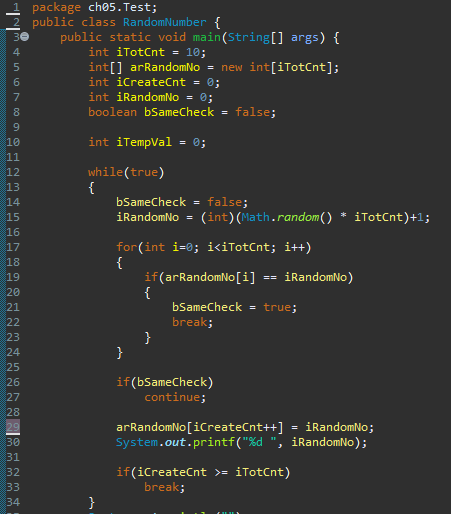 1 package ch05.Test;
2 public class RandomNumber {
3 public static void main(String[] args) {
4 int iTotCnt = 10;
5 int[] arRandomNo = new int[iTotCnt];
6 int iCreateCnt = 0;
7 int iRandomNo = 0;
8 boolean bSameCheck = false;
9
10 int iTempVal = 0;
11
12 while(true)
13 {
14 bSameCheck = false;
15 iRandomNo = (int)(Math.random() * iTotCnt)+1;
16
17 for(int i=0; i<iTotCnt; i++)
18 {
19 if(arRandomNo[i] == iRandomNo)
20 {
21 bSameCheck = true;
22 break;
23 }
24 }
25
26 if(bSameCheck)
27 continue;
28
29 arRandomNo[iCreateCnt++] = iRandomNo;
30 System.out.printf("%d ", iRandomNo);
31
32 if(iCreateCnt >= iTotCnt)
33 break;
34 }